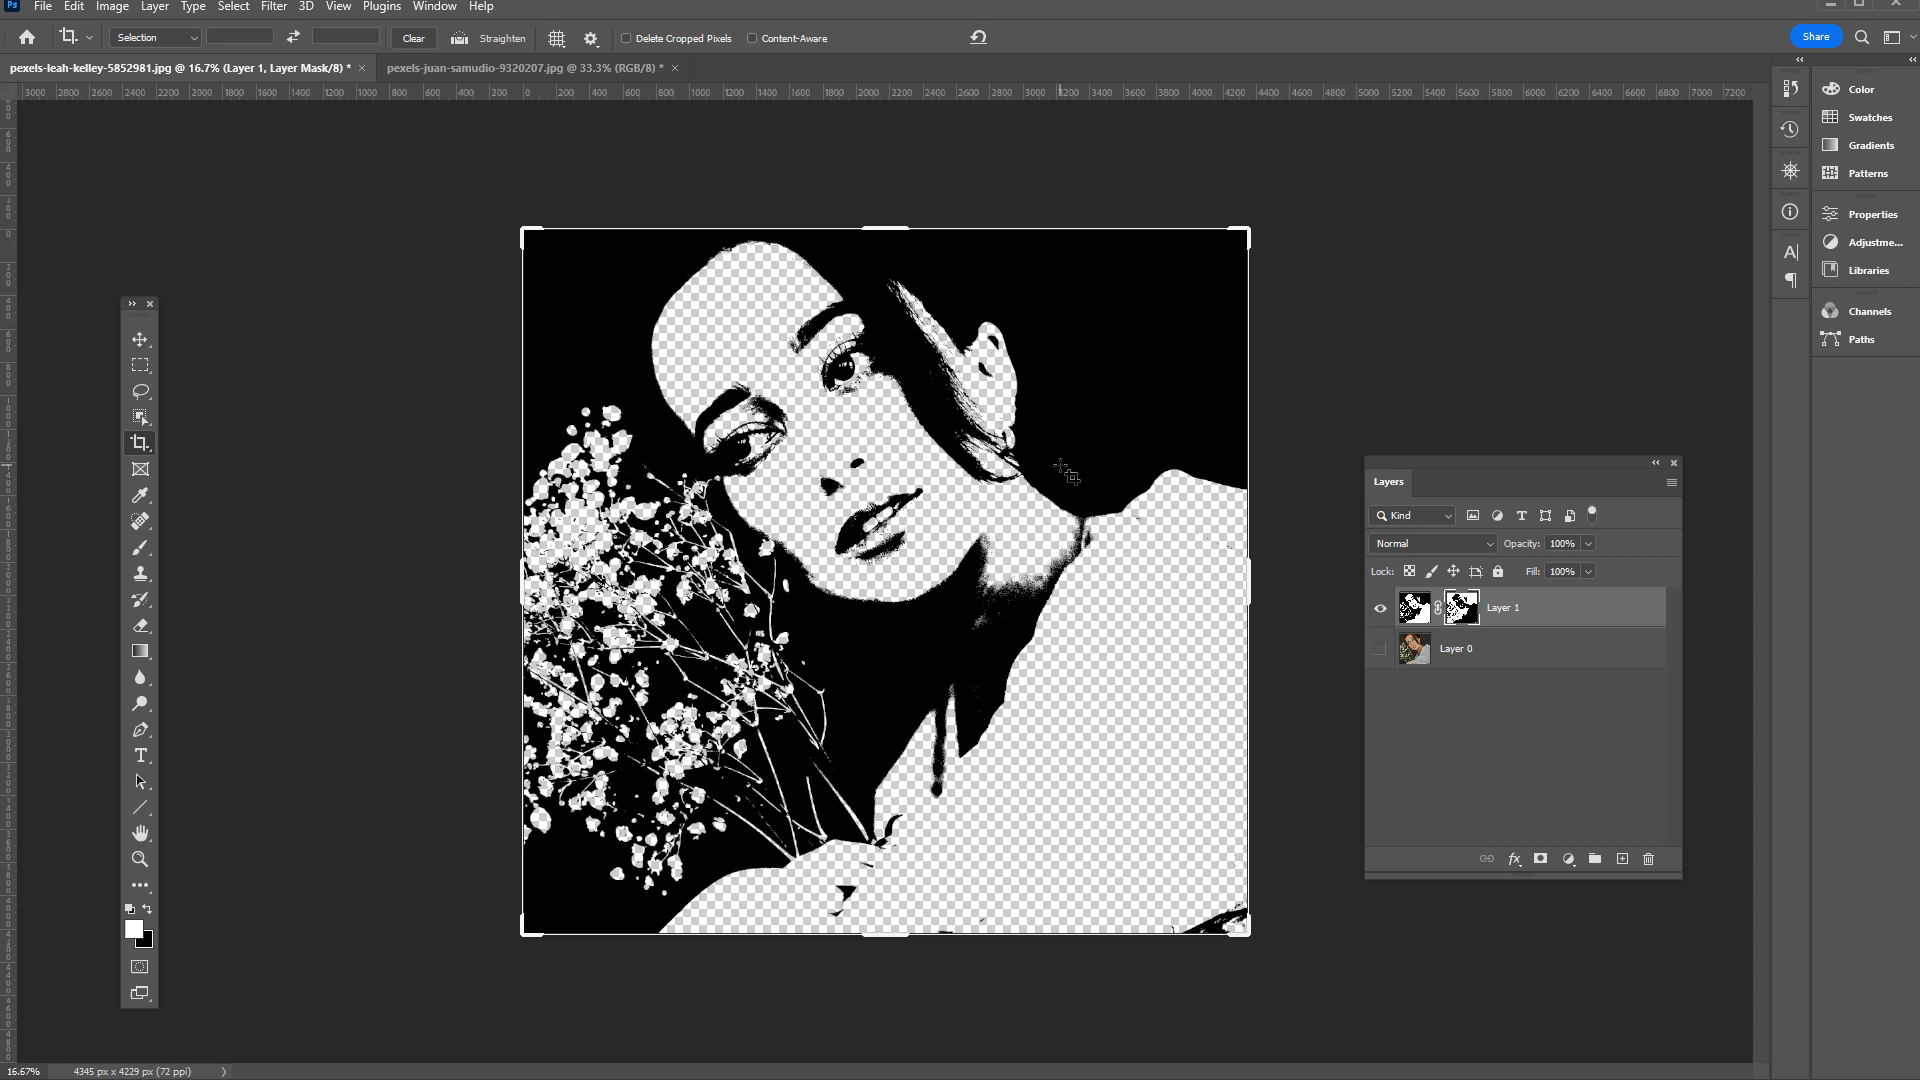 Ps File Edit Image Layer Type Select Filter 3D View Plugins Window Help
Selection Clear Straighten Delete Cropped Pixels Content-Aware Share
pexels-leah-kelley-5852981.jpg @ 16.7% (Layer 1, Layer Mask/8) * × pexels-juan-samudio-9320207.jpg @ 33.3% (RGB/8) * ×
3000 2800 2600 2400 2200 2000 1800 1600 1400 1200 1000 800 600 400 200 0 200 400 600 800 1000 1200 1400 1600 1800 2000 2200 2400 2600 2800 3000 3200 3400 3600 3800 4000 4200 4400 4600 4800 5000 5200 5400 5600 5800 6000 6200 6400 6600 6800 7000 7200
Color
Swatches
Gradients
Patterns
Properties
Adjustme...
Libraries
Channels
Paths
Layers
Kind
Normal Opacity: 100%
Lock: Fill: 100%
Layer 1
Layer 0
16.67% 4345 px x 4229 px (72 ppi)